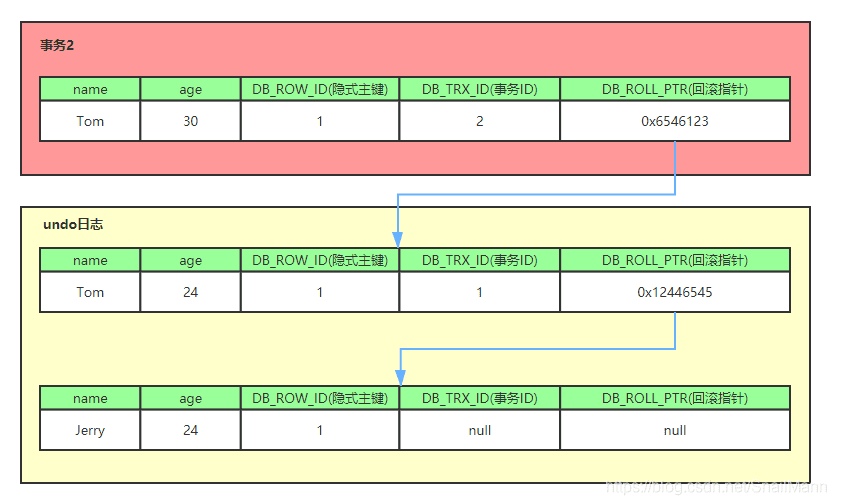 事务2
name age DB_ROW_ID(隐式主键) DB_TRX_ID(事务ID) DB_ROLL_PTR(回滚指针)
Tom 30 1 2 0x6546123
undo日志
name age DB_ROW_ID(隐式主键) DB_TRX_ID(事务ID) DB_ROLL_PTR(回滚指针)
Tom 24 1 1 0x12446545
name age DB_ROW_ID(隐式主键) DB_TRX_ID(事务ID) DB_ROLL_PTR(回滚指针)
Jerry 24 1 null null
https://blog.csdn.net/SnailMann